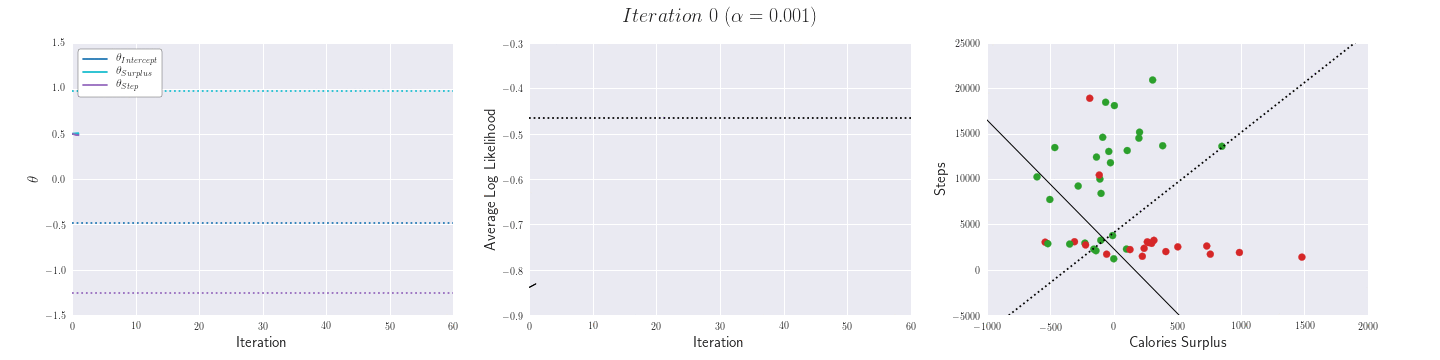 Iteration 0 (α = 0.001)
θ
1.5
1.0
0.5
0.0
−0.5
−1.0
−1.5
θIntercept
θSurplus
θStep
0 10 20 30 40 50 60
Iteration
Average Log Likelihood
−0.3
−0.4
−0.5
−0.6
−0.7
−0.8
−0.9
0 10 20 30 40 50 60
Iteration
Steps
25000
20000
15000
10000
5000
0
−5000
−1000 −500 0 500 1000 1500 2000
Calories Surplus